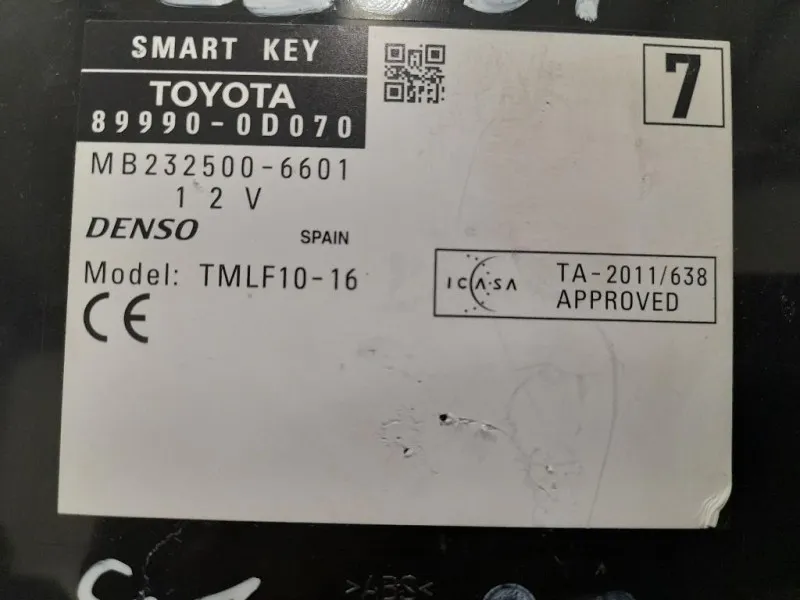 SMART KEY
7
TOYOTA
89990-0D070
MB232500-6601
12V
DENSO
SPAIN
Model: TMLF10-16
ICASA
TA-2011/638
APPROVED
CE
>ABS<